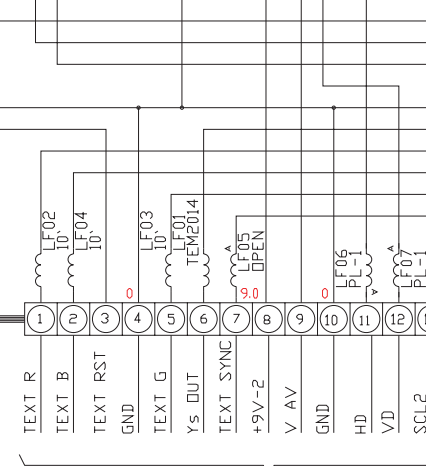 LF02
10`
LF04
10`
LF03
10`
LF01
TEM2014
A
LF05
OPEN
LF06
PL-1
A
A
LF07
PL-1
0
9.0
0
1
2
3
4
5
6
7
8
9
10
11
12
TEXT R
TEXT B
TEXT RST
GND
TEXT G
Ys OUT
TEXT SYNC
+9V-2
V AV
GND
HD
VD
SCL2